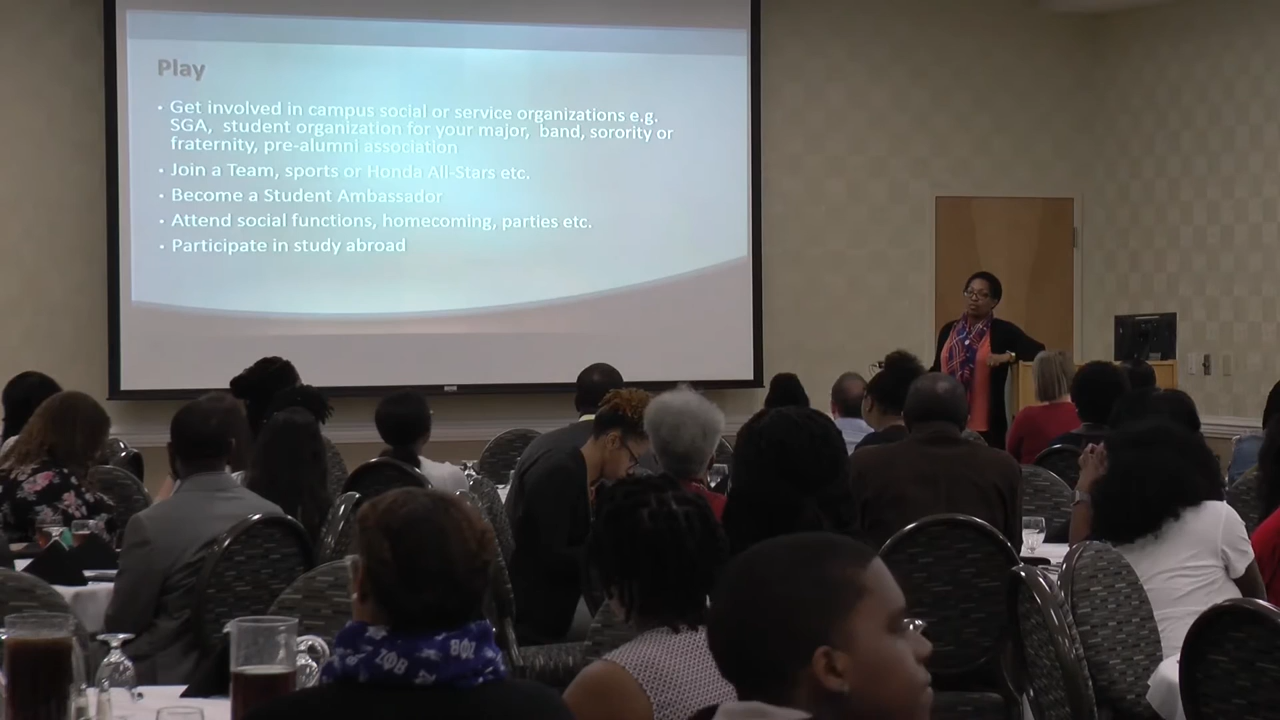 Play
• Get involved in campus social or service organizations e.g.
SGA, student organization for your major, band, sorority or
fraternity, pre-alumni association
• Join a Team, sports or Honda All-Stars etc.
• Become a Student Ambassador
• Attend social functions, homecoming, parties etc.
• Participate in study abroad
ΖΦΒ
ΖΦΒ